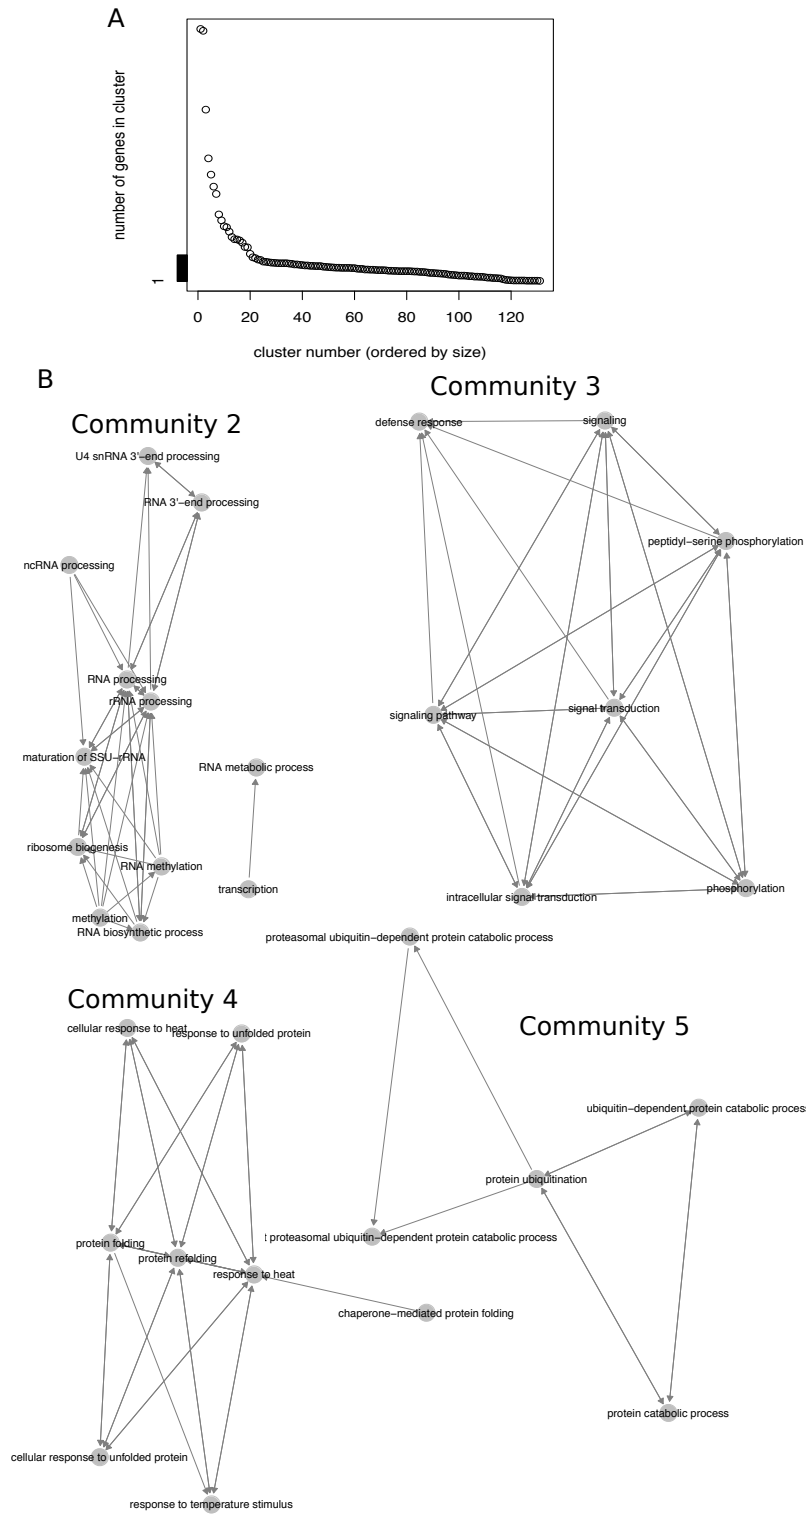 A
number of genes in cluster
1
0 20 40 60 80 100 120
cluster number (ordered by size)
B
Community 3
Community 2
defense response
signaling
U4 snRNA 3'−end processing
RNA 3'−end processing
peptidyl−serine phosphorylation
ncRNA processing
RNA processing
rRNA processing
signaling pathway
signal transduction
maturation of SSU−rRNA
RNA metabolic process
ribosome biogenesis
RNA methylation
transcription
phosphorylation
intracellular signal transduction
methylation
RNA biosynthetic process
proteasomal ubiquitin−dependent protein catabolic process
Community 4
Community 5
cellular response to heat
response to unfolded protein
ubiquitin−dependent protein catabolic proces
protein ubiquitination
protein folding
t proteasomal ubiquitin−dependent protein catabolic process
protein refolding
response to heat
chaperone−mediated protein folding
protein catabolic process
cellular response to unfolded protein
response to temperature stimulus